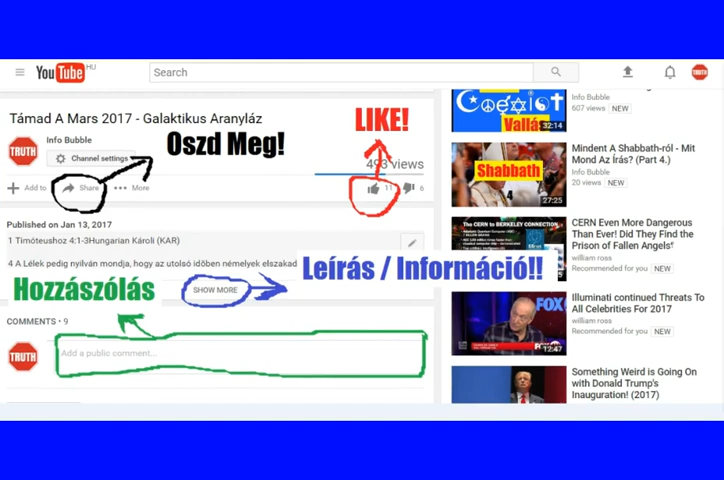 YouTube HU
Search
TRUTH
Támad A Mars 2017 - Galaktikus Aranyláz
TRUTH
Info Bubble
Channel settings
Oszd Meg!
LIKE!
493 views
Add to
Share
More
11
6
Published on Jan 13, 2017
1 Timóteushoz 4:1-3Hungarian Károli (KAR)
4 A Lélek pedig nyilván mondja, hogy az utolsó időben némelyek elszakad
Leírás / Információ!!
Hozzászólás
SHOW MORE
COMMENTS • 9
TRUTH
Add a public comment...
Coexist
Vallá
32:14
Info Bubble
607 views NEW
Shabbath
4
27:25
Mindent A Shabbath-ról - Mit
Mond Az Írás? (Part 4.)
Info Bubble
20 views NEW
The CERN to BERKELEY CONNECTION
CERN Even More Dangerous
Than Ever! Did They Find the
Prison of Fallen Angels
william ross
Recommended for you NEW
FOX
12:47
Illuminati continued Threats To
All Celebrities For 2017
william ross
Recommended for you NEW
Something Weird is Going On
with Donald Trump's
Inauguration! (2017)